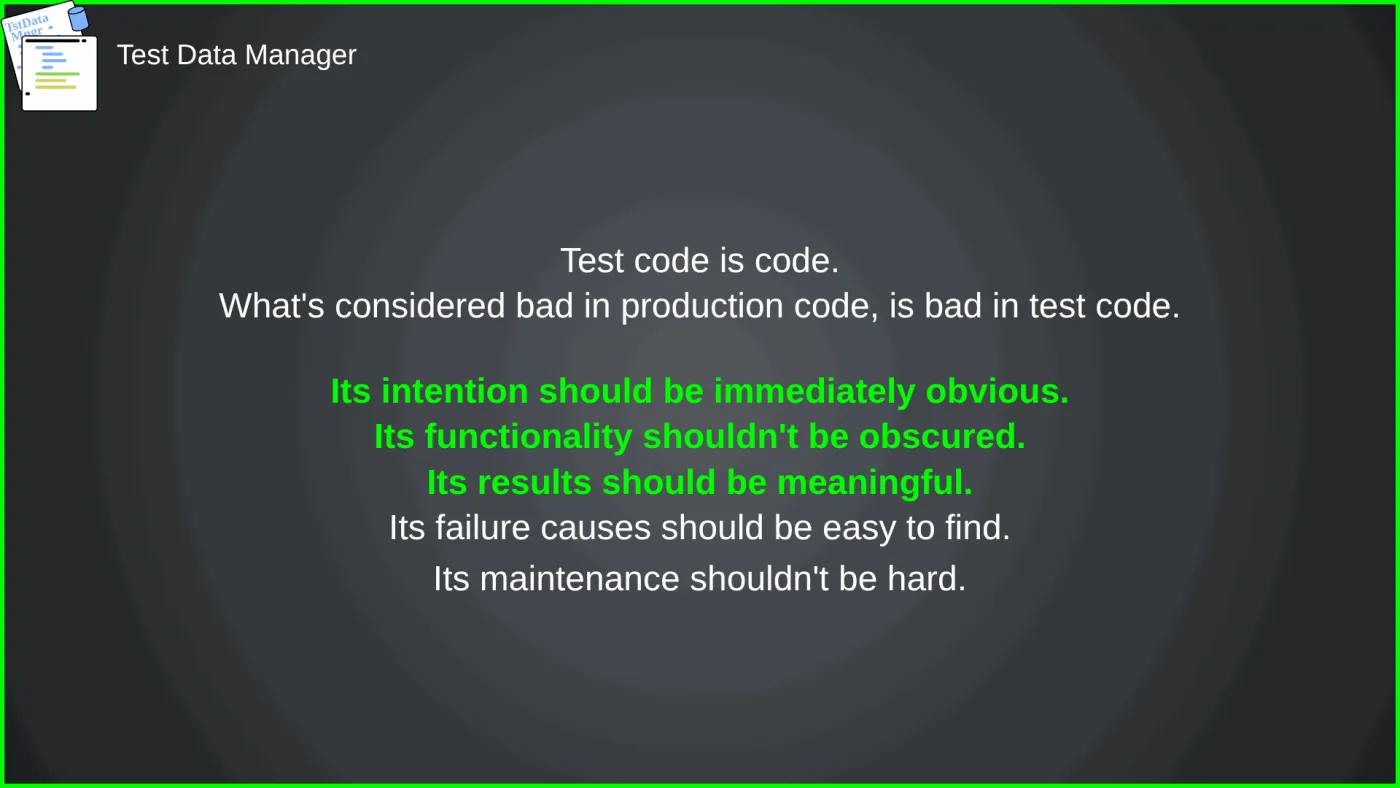 TstData
Mngr
Test Data Manager
Test code is code.
What's considered bad in production code, is bad in test code.
Its intention should be immediately obvious.
Its functionality shouldn't be obscured.
Its results should be meaningful.
Its failure causes should be easy to find.
Its maintenance shouldn't be hard.